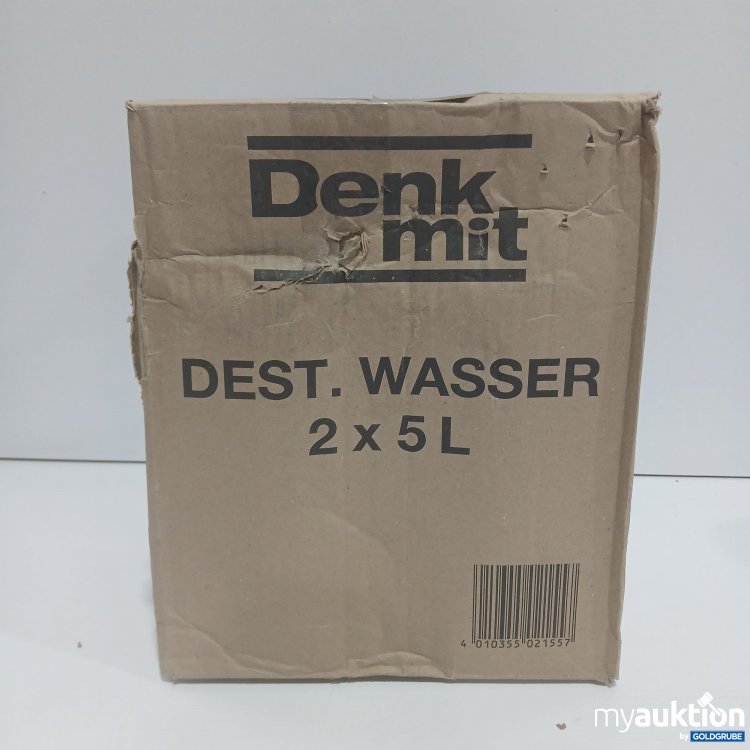 Denk
mit
DEST. WASSER
2 x 5 L
4 010355 021557
myauktion
by GOLDGRUBE